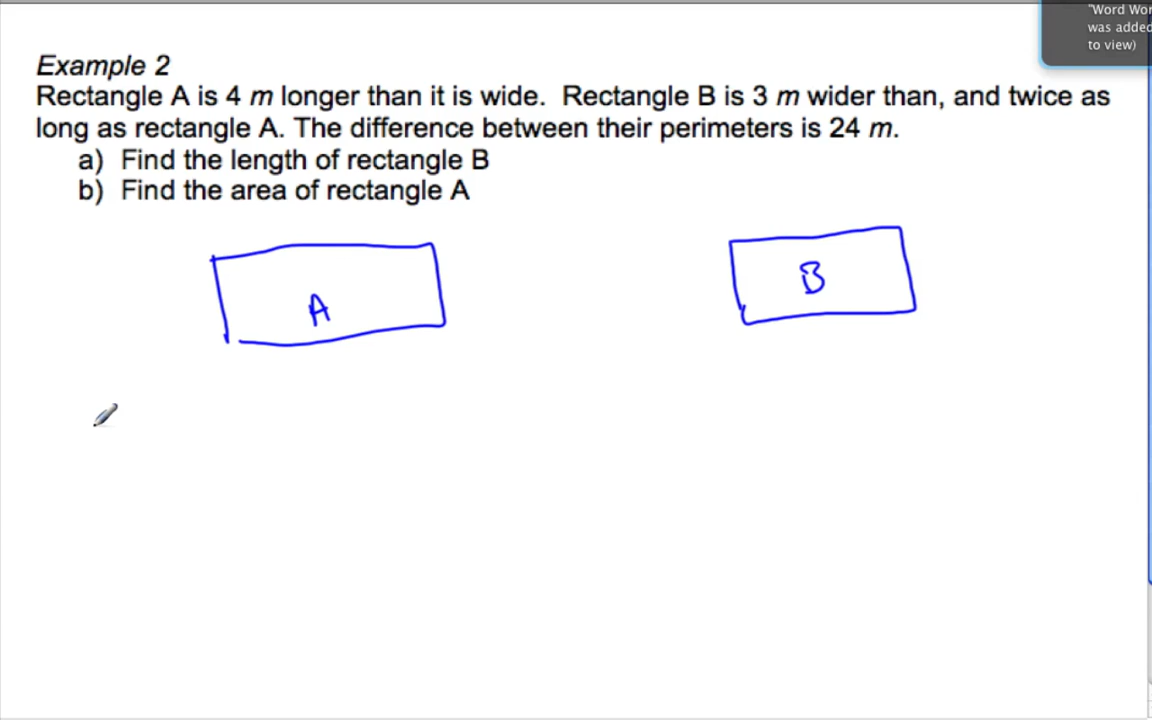 "Word Wor
was added
to view)
Example 2
Rectangle A is 4 m longer than it is wide. Rectangle B is 3 m wider than, and twice as
long as rectangle A. The difference between their perimeters is 24 m.
a) Find the length of rectangle B
b) Find the area of rectangle A
A
B